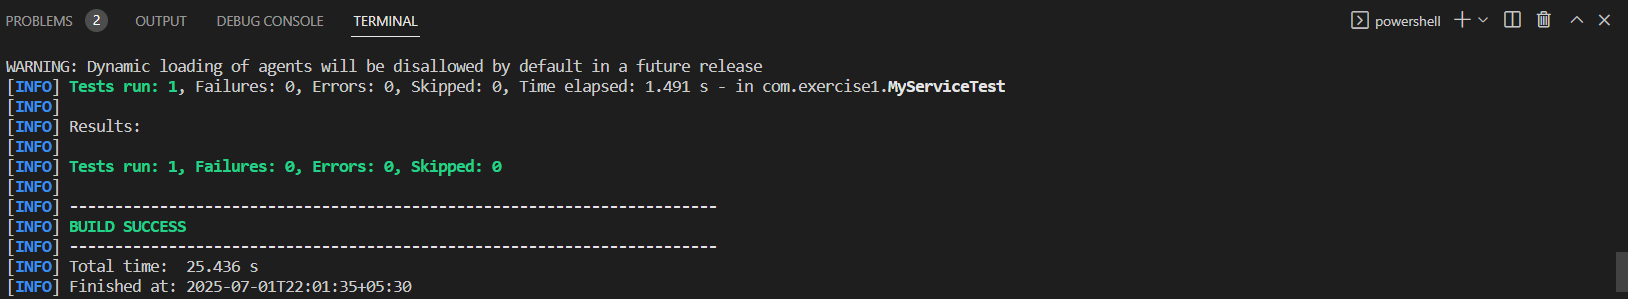 PROBLEMS 2 OUTPUT DEBUG CONSOLE TERMINAL powershell
WARNING: Dynamic loading of agents will be disallowed by default in a future release
[INFO] Tests run: 1, Failures: 0, Errors: 0, Skipped: 0, Time elapsed: 1.491 s - in com.exercise1.MyServiceTest
[INFO]
[INFO] Results:
[INFO]
[INFO] Tests run: 1, Failures: 0, Errors: 0, Skipped: 0
[INFO]
[INFO] ------------------------------------------------------------------------
[INFO] BUILD SUCCESS
[INFO] ------------------------------------------------------------------------
[INFO] Total time:  25.436 s
[INFO] Finished at: 2025-07-01T22:01:35+05:30